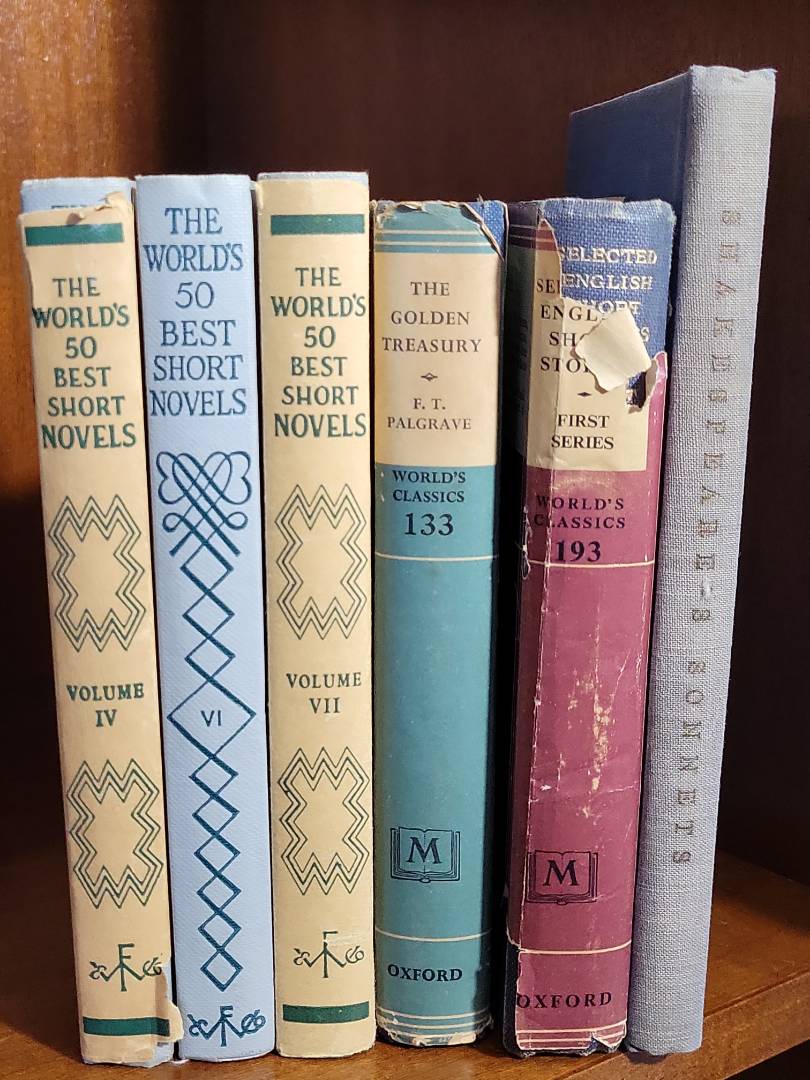 THE
WORLD'S
50
BEST
SHORT
NOVELS
VOLUME
IV
THE
WORLD'S
50
BEST
SHORT
NOVELS
VI
THE
WORLD'S
50
BEST
SHORT
NOVELS
VOLUME
VII
THE
GOLDEN
TREASURY
F. T.
PALGRAVE
WORLD'S
CLASSICS
133
M
OXFORD
SELECTED
ENGLISH
FIRST
SERIES
WORLD'S
CLASSICS
193
M
OXFORD
SHAKESPEARE-S SONNETS